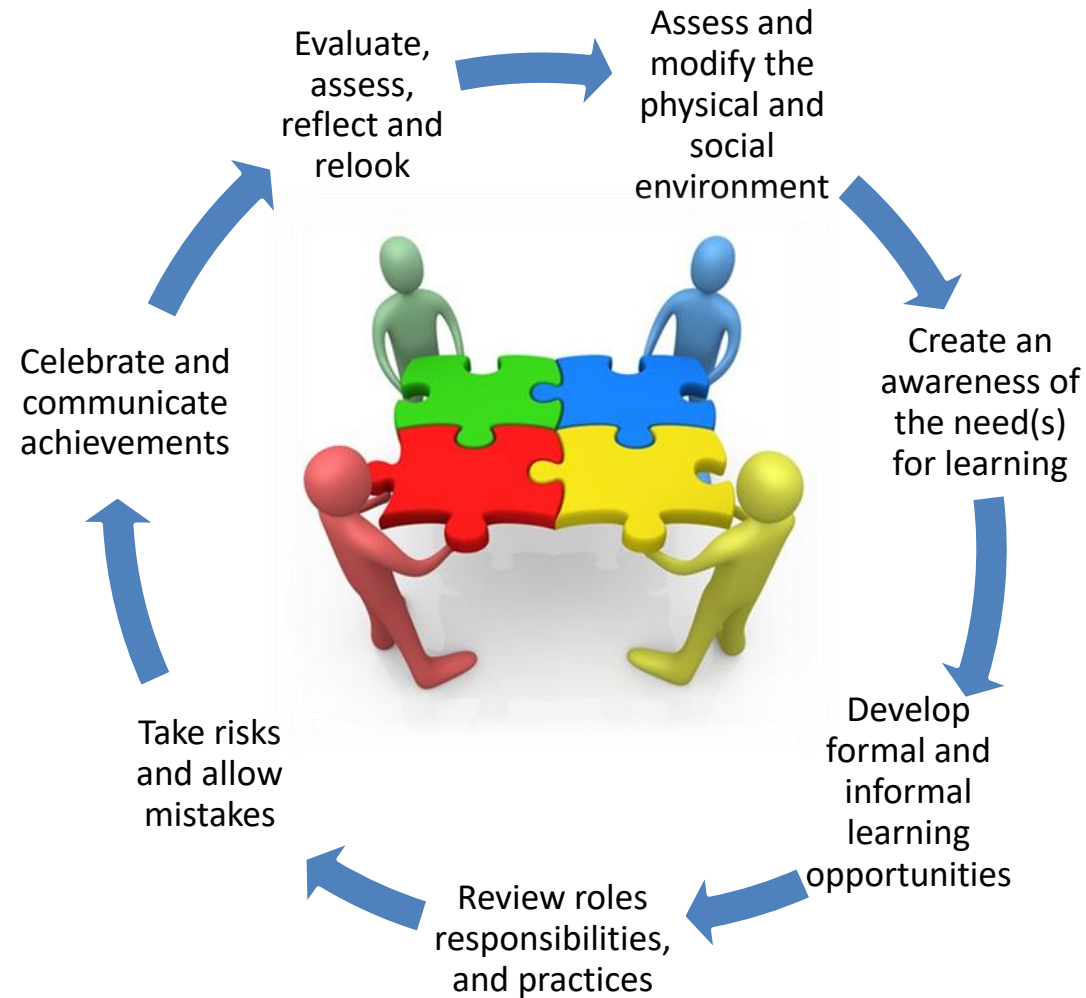 Evaluate,
assess,
reflect and
relook
Assess and
modify the
physical and
social
environment
Create an
awareness of
the need(s)
for learning
Develop
formal and
informal
learning
opportunities
Review roles
responsibilities,
and practices
Take risks
and allow
mistakes
Celebrate and
communicate
achievements